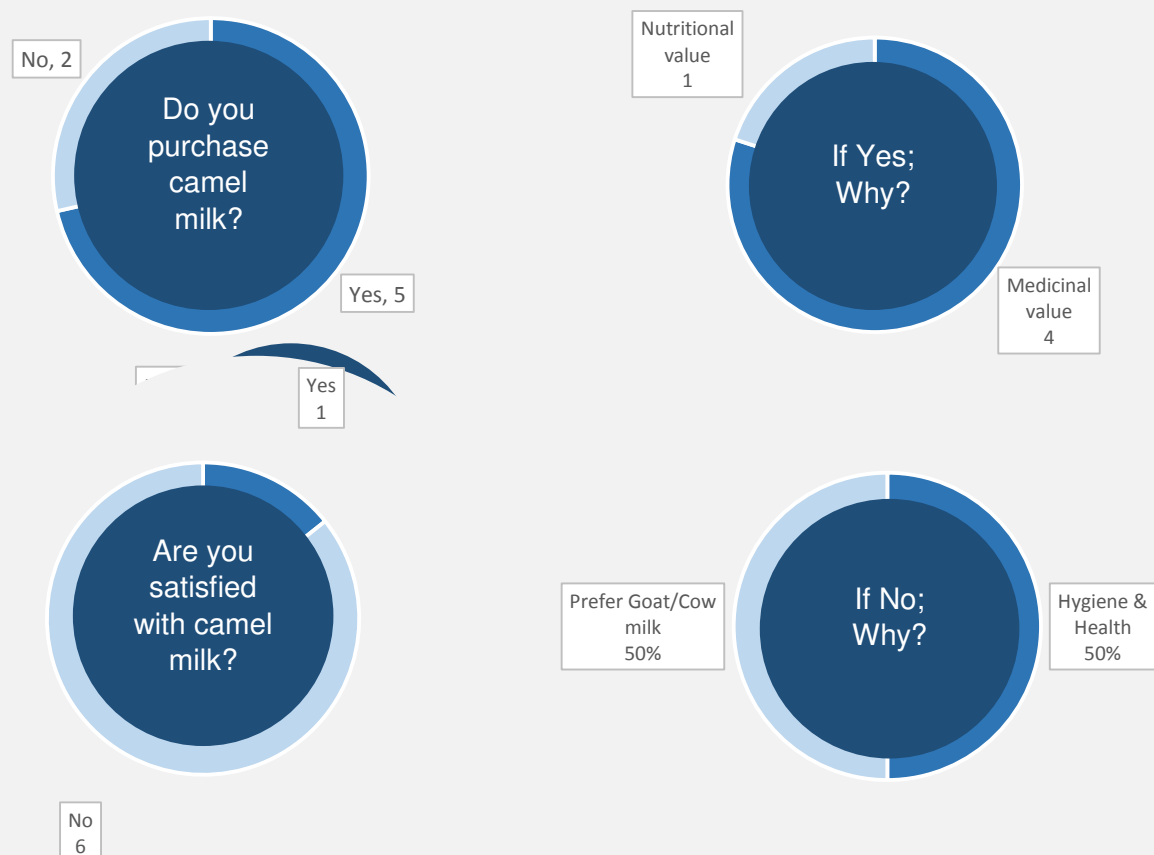 No, 2
Do you
purchase
camel
milk?
Yes, 5
Nutritional
value
1
If Yes;
Why?
Medicinal
value
4
Yes
1
Are you
satisfied
with camel
milk?
No
6
Prefer Goat/Cow
milk
50%
If No;
Why?
Hygiene &
Health
50%